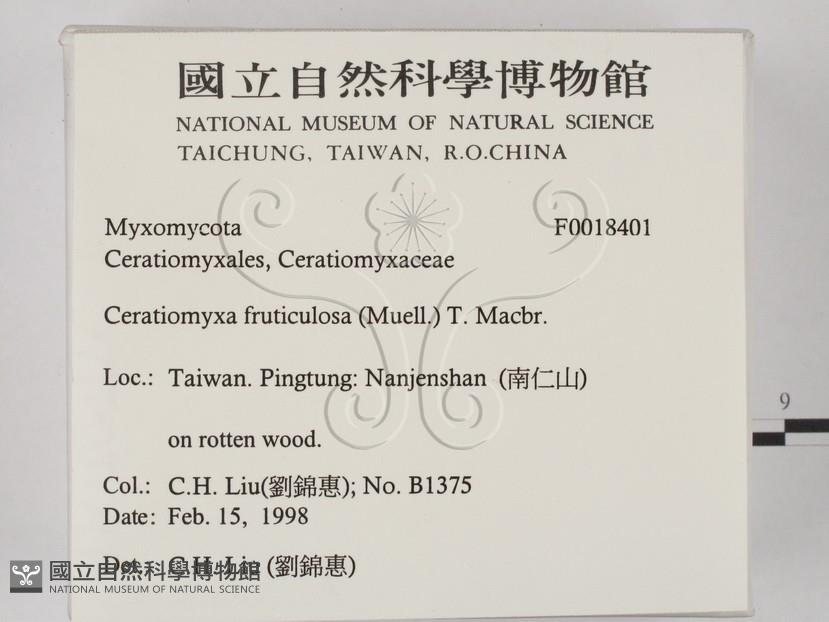 國立自然科學博物館
NATIONAL MUSEUM OF NATURAL SCIENCE
TAICHUNG, TAIWAN, R.O.CHINA
Myxomycota F0018401
Ceratiomyxales, Ceratiomyxaceae
Ceratiomyxa fruticulosa (Muell.) T. Macbr.
Loc.: Taiwan. Pingtung: Nanjenshan (南仁山)
9
on rotten wood.
Col.: C.H. Liu(劉錦惠); No. B1375
Date: Feb. 15, 1998
Det. C.H. Liu (劉錦惠)
國立自然科學博物館
NATIONAL MUSEUM OF NATURAL SCIENCE